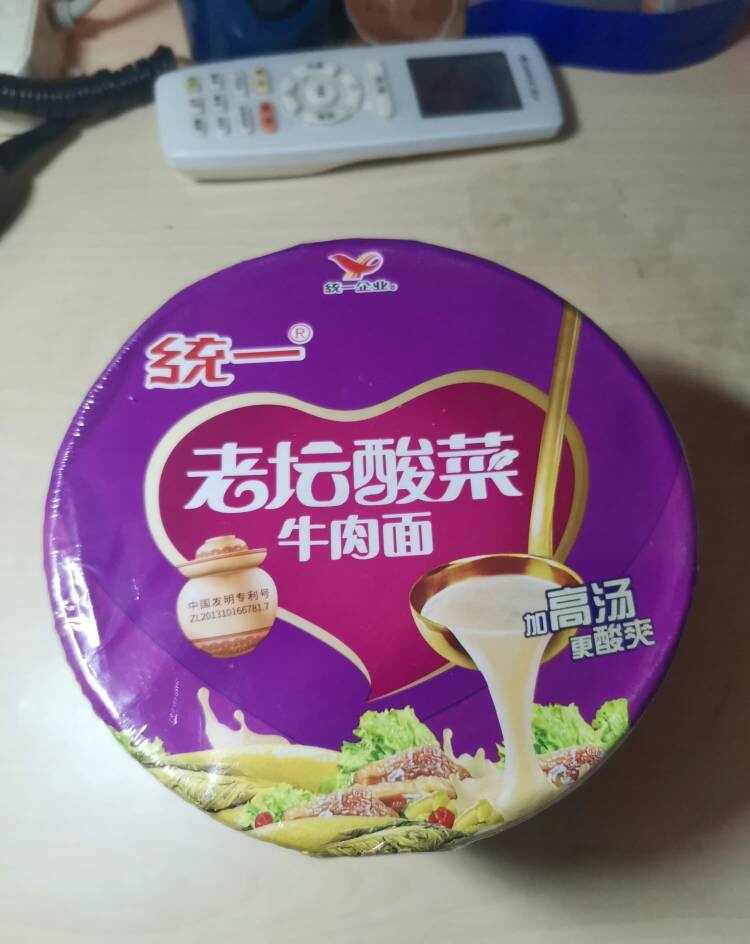 统一企业®
统一®
老坛酸菜
牛肉面
中国发明专利号
ZL201310166781.7
加高汤
更酸爽